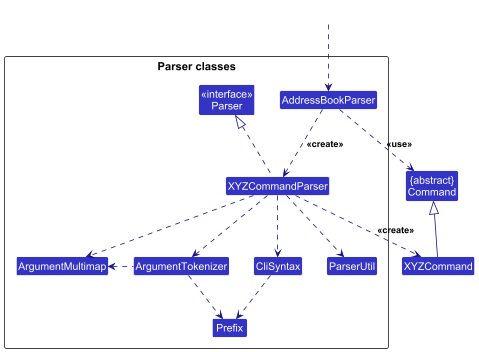 Parser classes
«interface»
Parser
AddressBookParser
«create»
«use»
{abstract}
Command
XYZCommandParser
«create»
ArgumentMultimap
ArgumentTokenizer
CliSyntax
ParserUtil
XYZCommand
Prefix